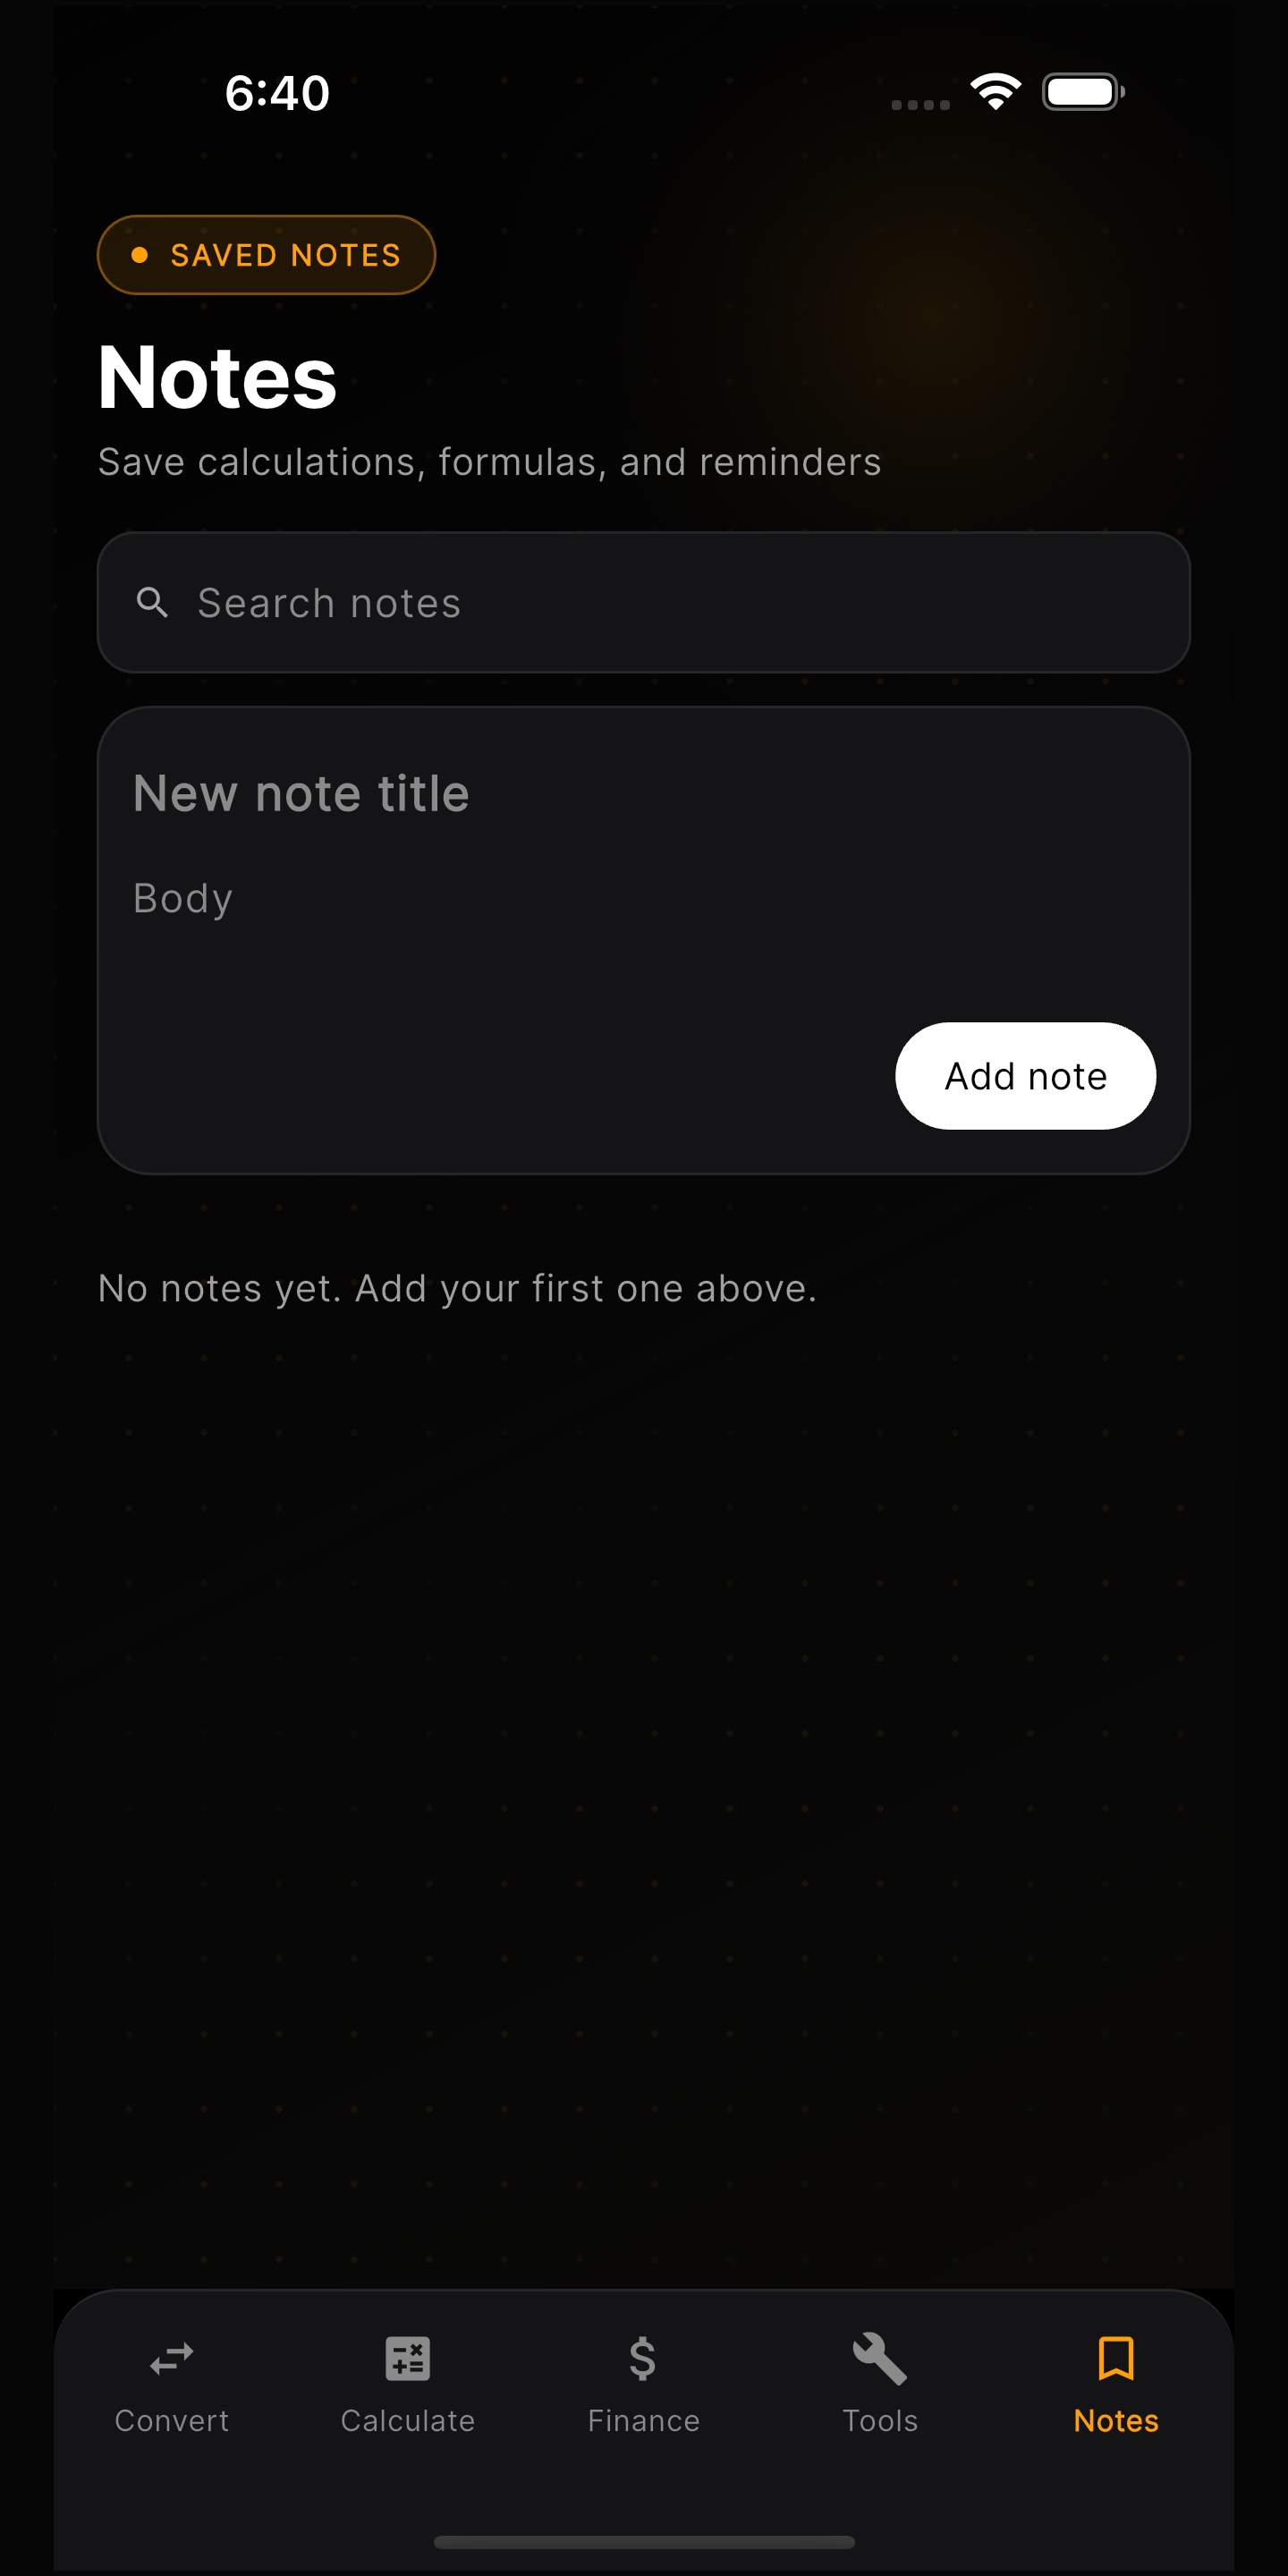 6:40
SAVED NOTES
Notes
Save calculations, formulas, and reminders
Search notes
New note title
Body
Add note
No notes yet. Add your first one above.
Convert
Calculate
Finance
Tools
Notes